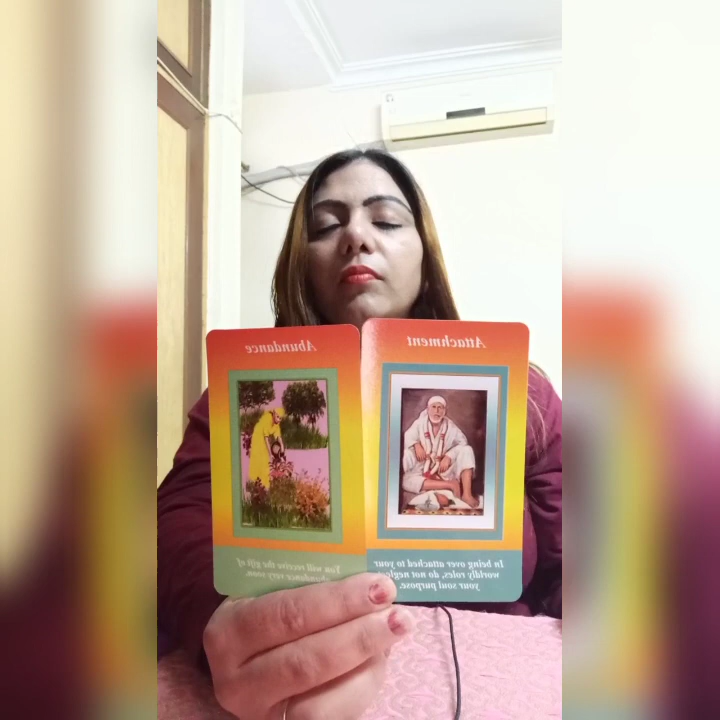 Abundance
You will receive the gift of
abundance very soon.
Attachment
In being over attached to your
worldly roles, do not neglect
your soul purpose.